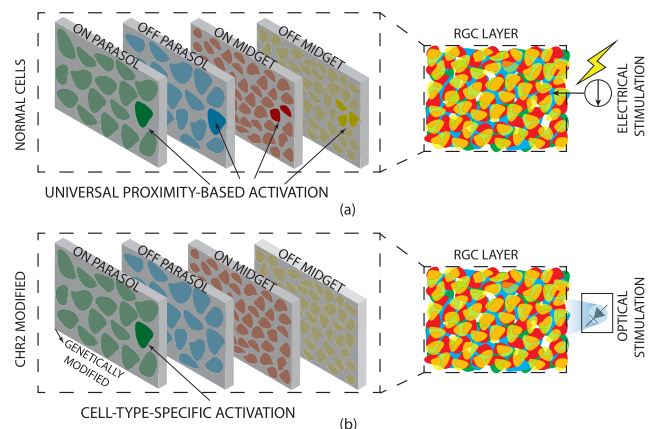 NORMAL CELLS
ON PARASOL
OFF PARASOL
ON MIDGET
OFF MIDGET
RGC LAYER
ELECTRICAL
STIMULATION
UNIVERSAL PROXIMITY-BASED ACTIVATION
(a)
CHR2 MODIFIED
ON PARASOL
OFF PARASOL
ON MIDGET
OFF MIDGET
RGC LAYER
OPTICAL
STIMULATION
GENETICALLY
MODIFIED
CELL-TYPE-SPECIFIC ACTIVATION
(b)